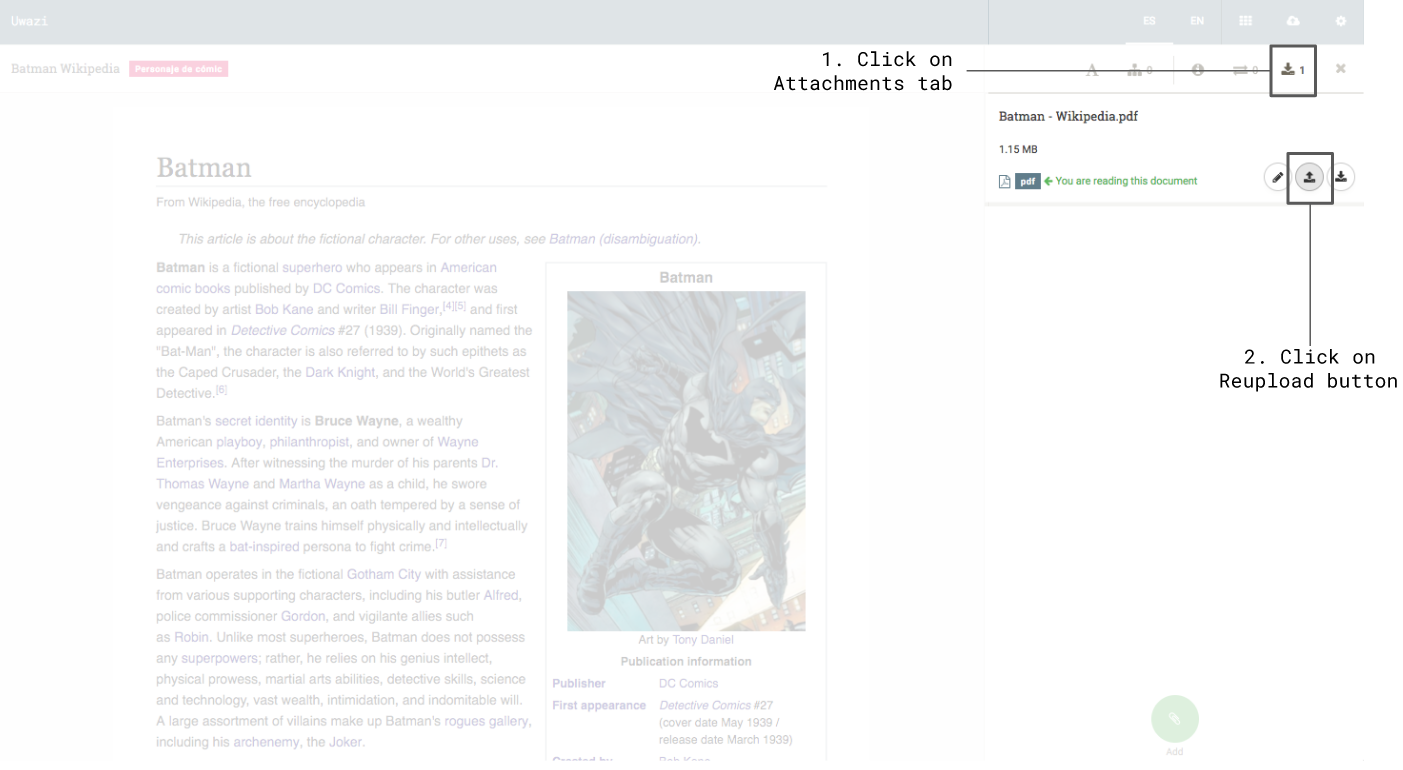 Uwazi
ES EN
1. Click on
Attachments tab
Batman Wikipedia Personaje de cómic
A 0 0 1
Batman - Wikipedia.pdf
1.15 MB
pdf You are reading this document
2. Click on
Reupload button
Batman
From Wikipedia, the free encyclopedia
This article is about the fictional character. For other uses, see Batman (disambiguation).
Batman is a fictional superhero who appears in American
comic books published by DC Comics. The character was
created by artist Bob Kane and writer Bill Finger,[4][5] and first
appeared in Detective Comics #27 (1939). Originally named the
"Bat-Man", the character is also referred to by such epithets as
the Caped Crusader, the Dark Knight, and the World's Greatest
Detective.[6]
Batman's secret identity is Bruce Wayne, a wealthy
American playboy, philanthropist, and owner of Wayne
Enterprises. After witnessing the murder of his parents Dr.
Thomas Wayne and Martha Wayne as a child, he swore
vengeance against criminals, an oath tempered by a sense of
justice. Bruce Wayne trains himself physically and intellectually
and crafts a bat-inspired persona to fight crime.[7]
Batman operates in the fictional Gotham City with assistance
from various supporting characters, including his butler Alfred,
police commissioner Gordon, and vigilante allies such
as Robin. Unlike most superheroes, Batman does not possess
any superpowers; rather, he relies on his genius intellect,
physical prowess, martial arts abilities, detective skills, science
and technology, vast wealth, intimidation, and indomitable will.
A large assortment of villains make up Batman's rogues gallery,
including his archenemy, the Joker.
Batman
Art by Tony Daniel
Publication information
Publisher DC Comics
First appearance Detective Comics #27
(cover date May 1939 /
release date March 1939)
Created by Bob Kane
Add